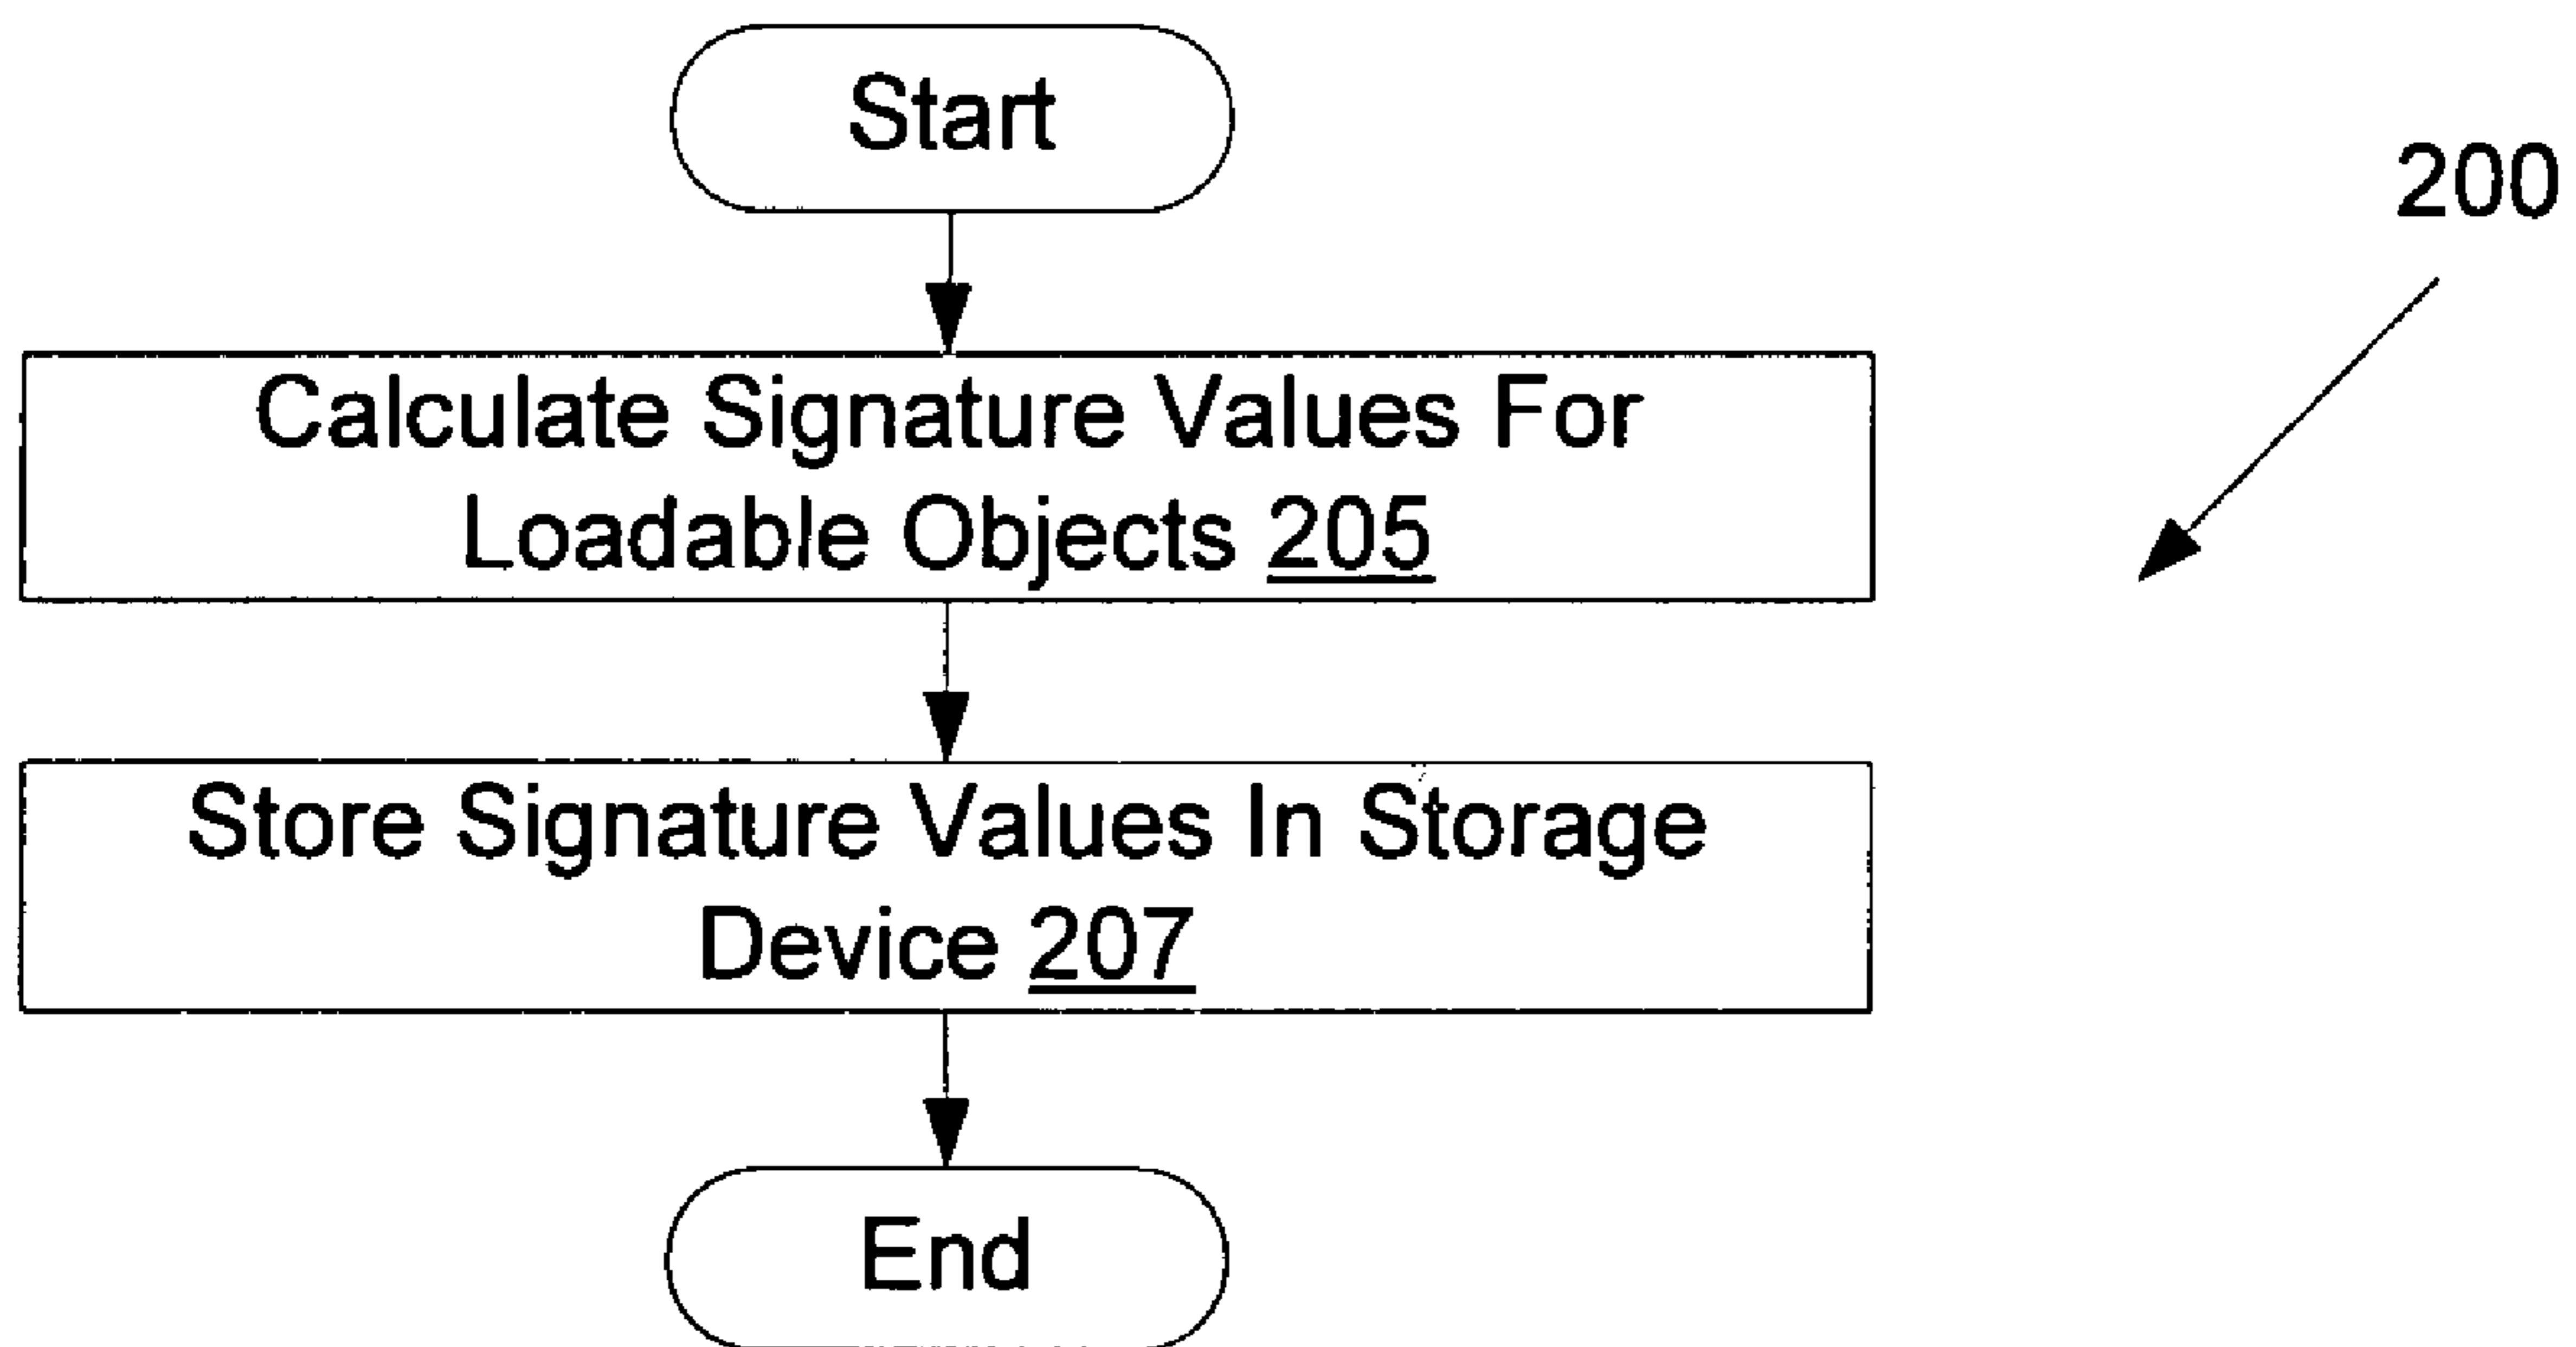 Start
200
Calculate Signature Values For
Loadable Objects 205
Store Signature Values In Storage
Device 207
End